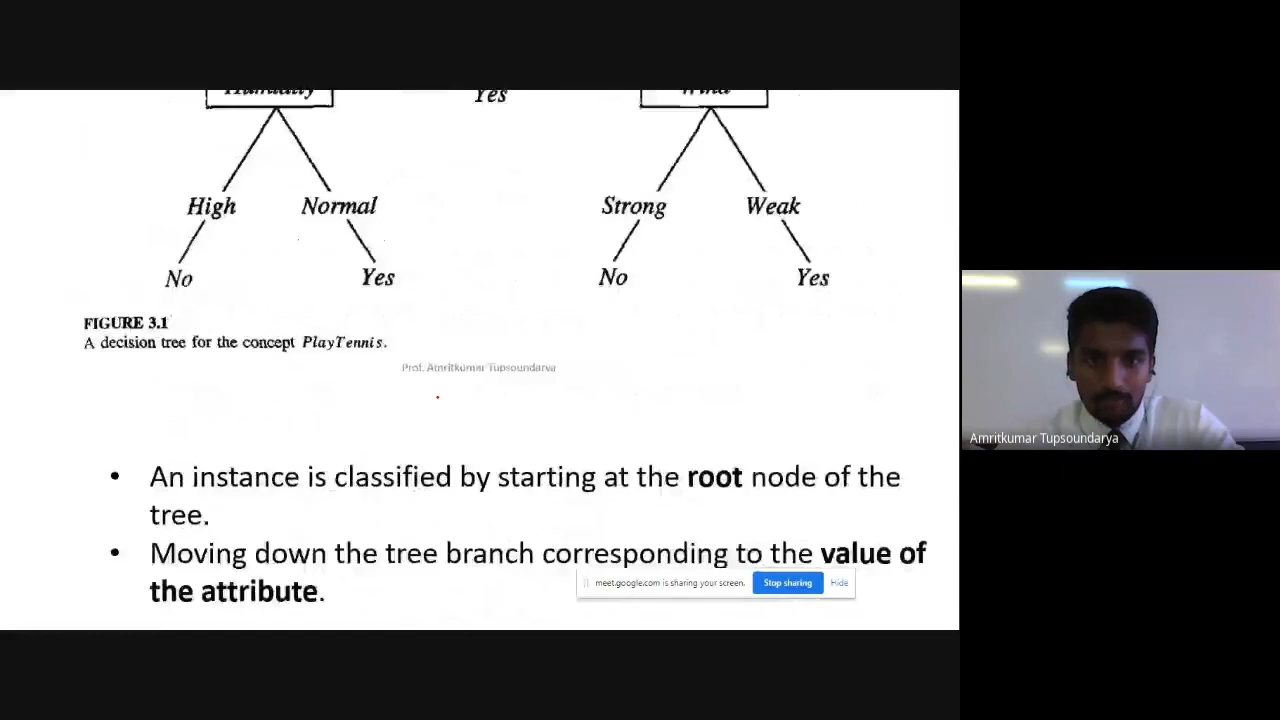 Humidity
Yes
Wind
High
Normal
Strong
Weak
No
Yes
No
Yes
FIGURE 3.1
A decision tree for the concept PlayTennis.
Prof. Amritkumar Tupsoundarya
• An instance is classified by starting at the root node of the
tree.
• Moving down the tree branch corresponding to the value of
the attribute.
meet.google.com is sharing your screen.
Stop sharing
Hide
Amritkumar Tupsoundarya